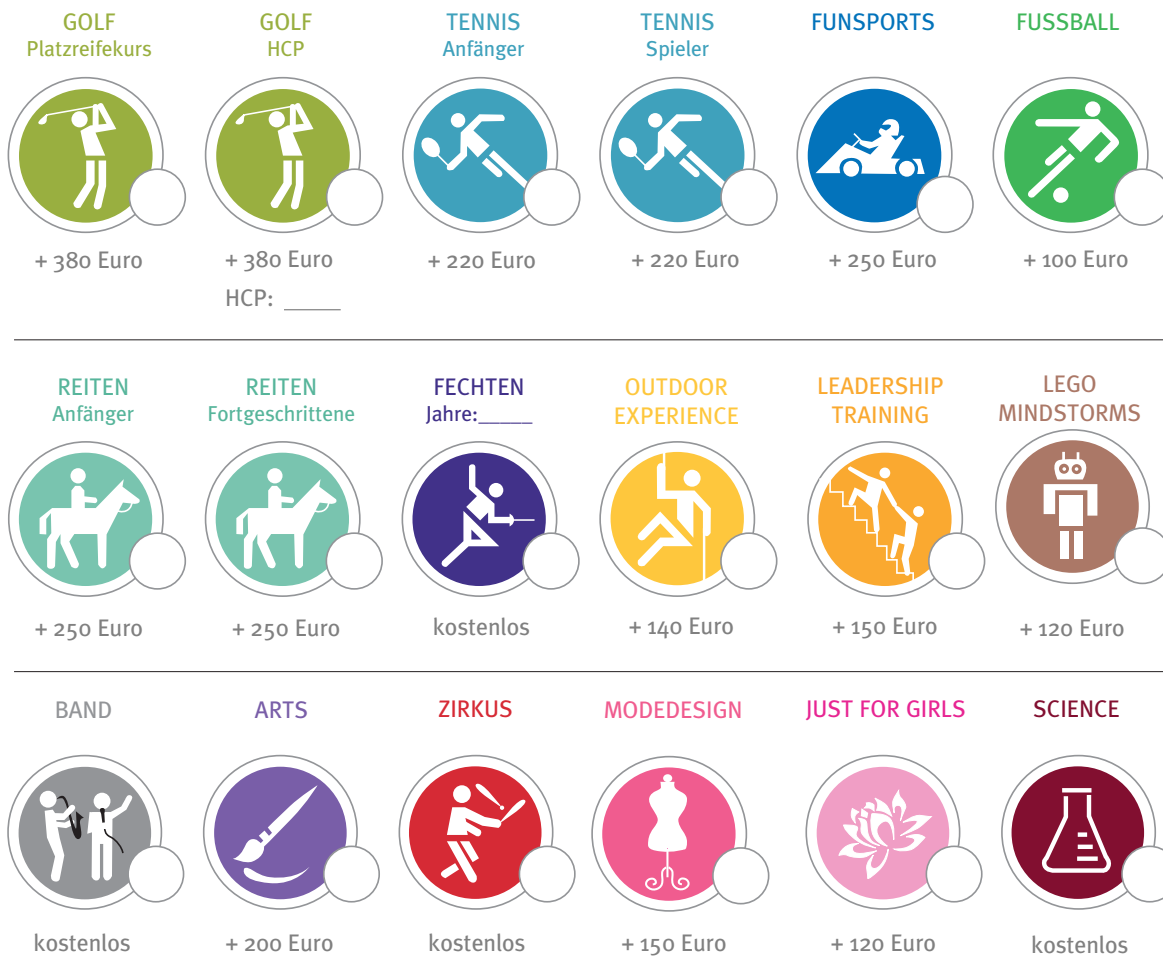 GOLF
Platzreifekurs
GOLF
HCP
TENNIS
Anfänger
TENNIS
Spieler
FUNSPORTS
FUSSBALL
+ 380 Euro
+ 380 Euro
+ 220 Euro
+ 220 Euro
+ 250 Euro
+ 100 Euro
HCP: _____
REITEN
Anfänger
REITEN
Fortgeschrittene
FECHTEN
Jahre:_____
OUTDOOR
EXPERIENCE
LEADERSHIP
TRAINING
LEGO
MINDSTORMS
+ 250 Euro
+ 250 Euro
kostenlos
+ 140 Euro
+ 150 Euro
+ 120 Euro
BAND
ARTS
ZIRKUS
MODEDESIGN
JUST FOR GIRLS
SCIENCE
kostenlos
+ 200 Euro
kostenlos
+ 150 Euro
+ 120 Euro
kostenlos